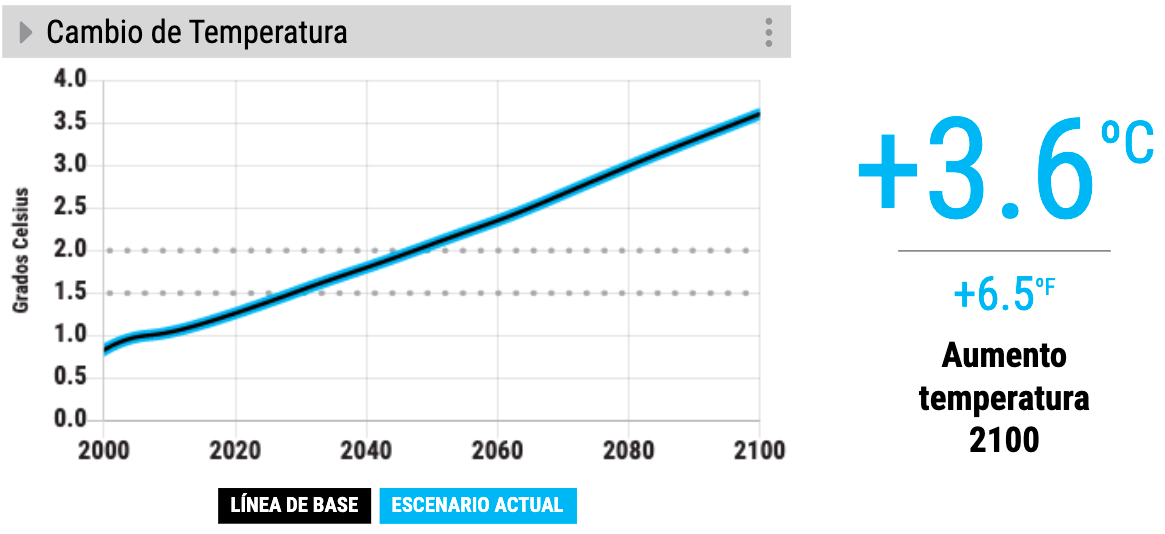 Cambio de Temperatura
4.0
3.5
3.0
2.5
2.0
1.5
1.0
0.5
0.0
Grados Celsius
2000 2020 2040 2060 2080 2100
LÍNEA DE BASE ESCENARIO ACTUAL
+3.6ºC
+6.5ºF
Aumento
temperatura
2100